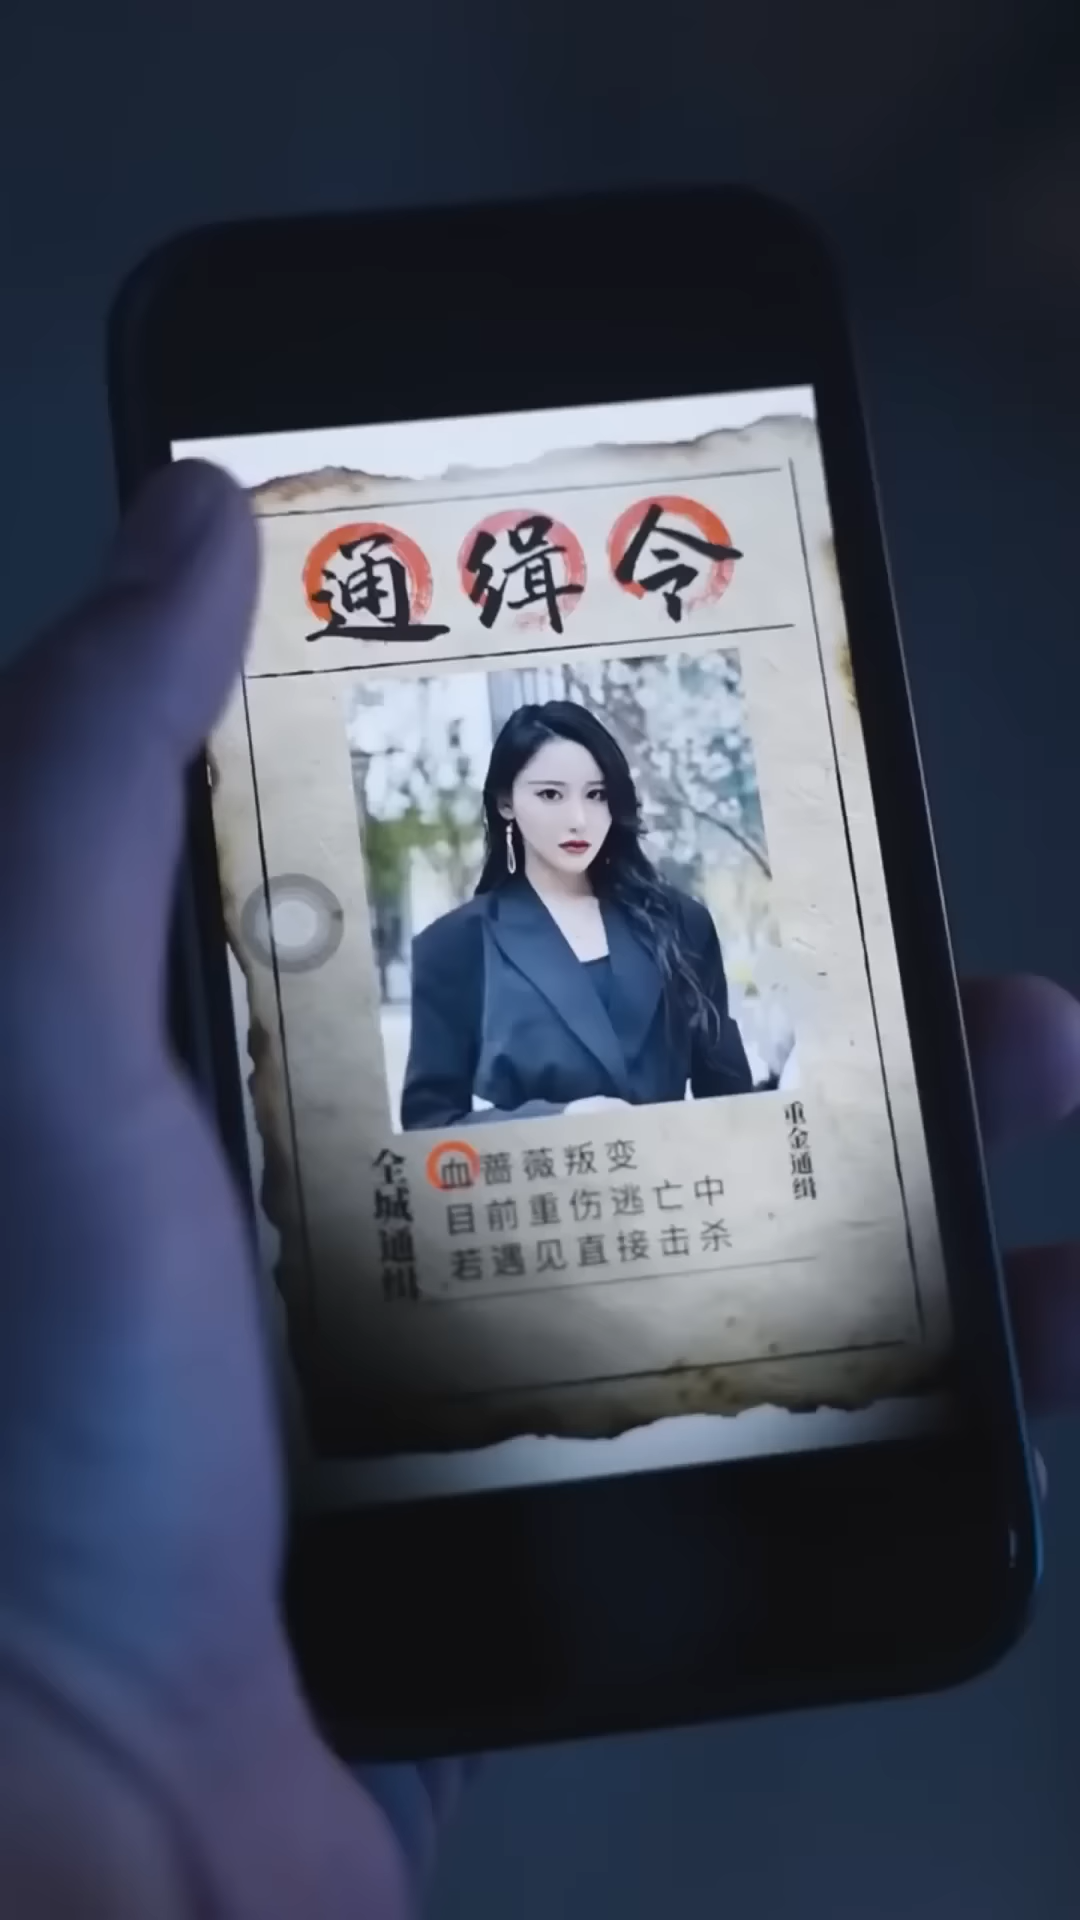 通缉令
全城通缉
血蔷薇叛变
目前重伤逃亡中
若遇见直接击杀
重金通缉